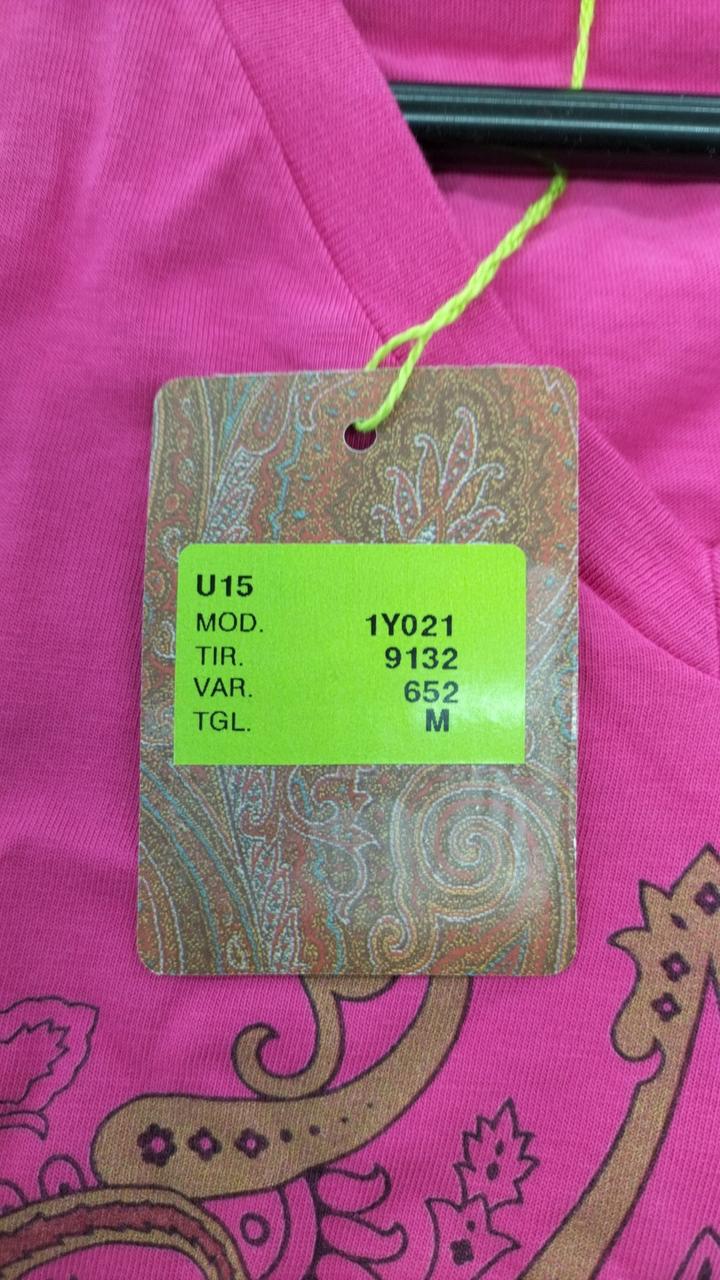 U15
MOD. 1Y021
TIR. 9132
VAR. 652
TGL. M